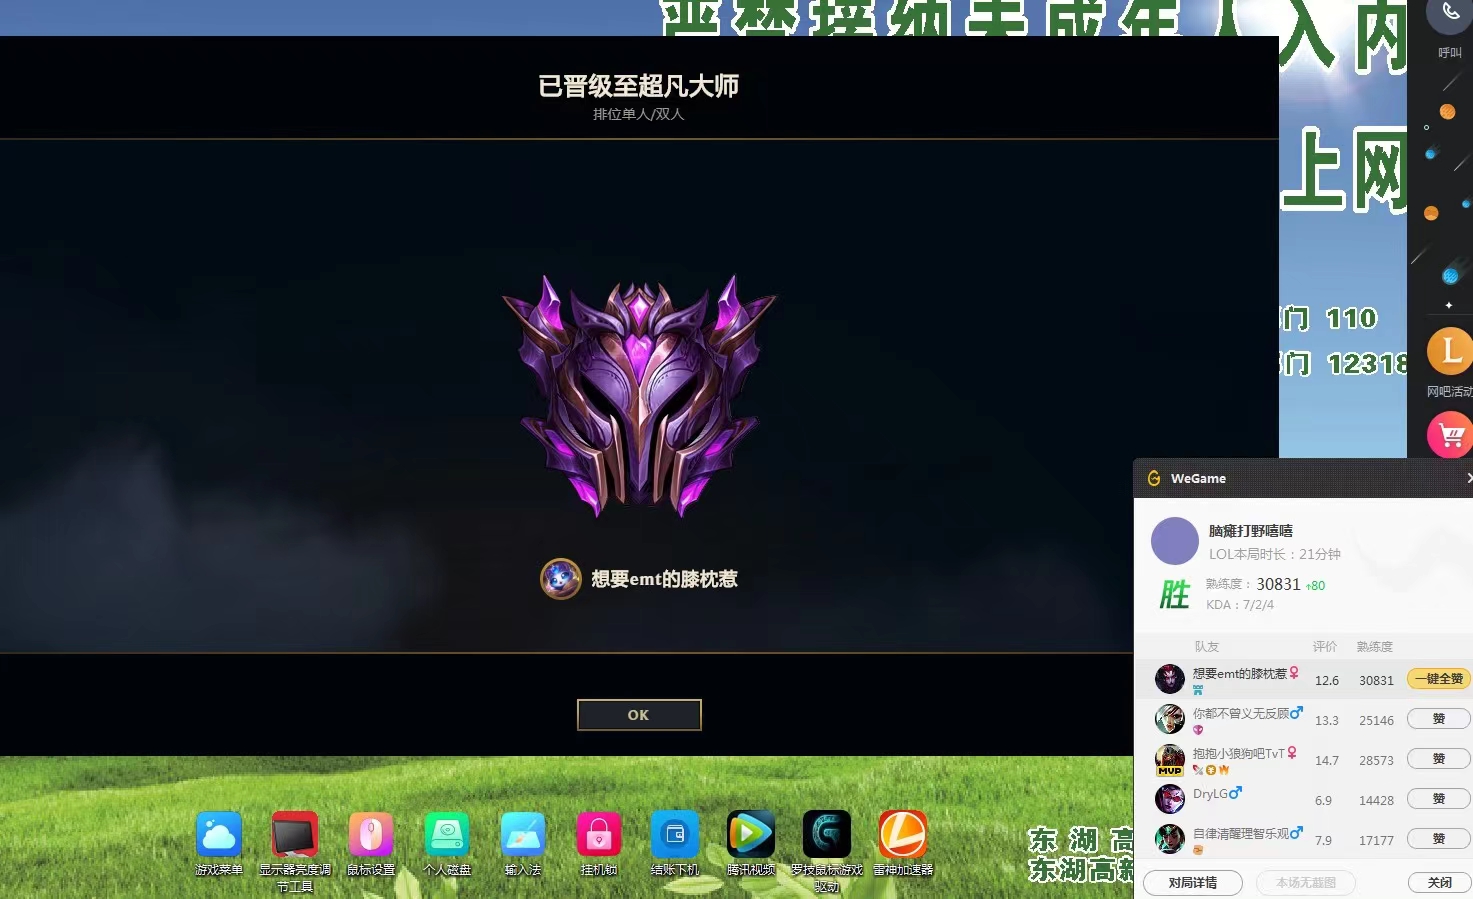 严禁接纳未成年人入内
上网
呼叫
已晋级至超凡大师
排位单人/双人
门 110
门 12318
L
网吧活动
想要emt的膝枕惹
OK
WeGame
脑瘫打野嘻嘻
LOL本局时长：21分钟
胜
熟练度： 30831 ↑80
KDA：7/2/4
队友 评价 熟练度
想要emt的膝枕惹 12.6 30831 一键全赞
你都不曾义无反顾 13.3 25146 赞
抱抱小狼狗吧TvT 14.7 28573 赞
MVP
DryLG 6.9 14428 赞
自律清醒理智乐观 7.9 17177 赞
对局详情 本场无截图 关闭
东 湖 高
东湖高新
游戏菜单
显示器亮度调
节工具
鼠标设置
个人磁盘
输入法
挂机锁
结账下机
腾讯视频
罗技鼠标游戏
驱动
雷神加速器